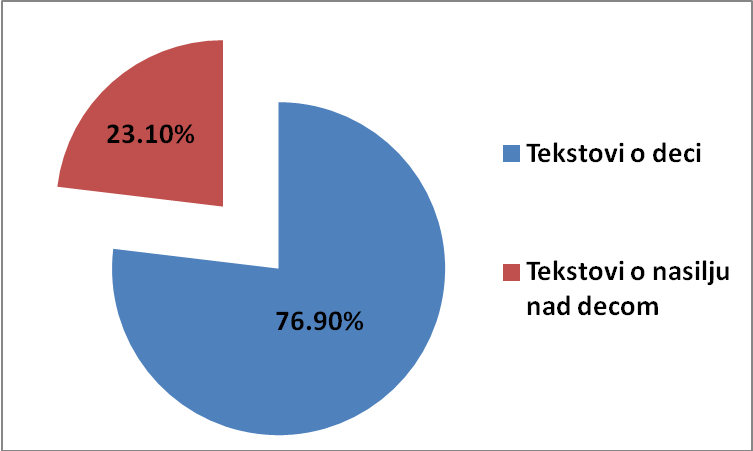 23.10%
76.90%
Tekstovi o deci
Tekstovi o nasilju
nad decom